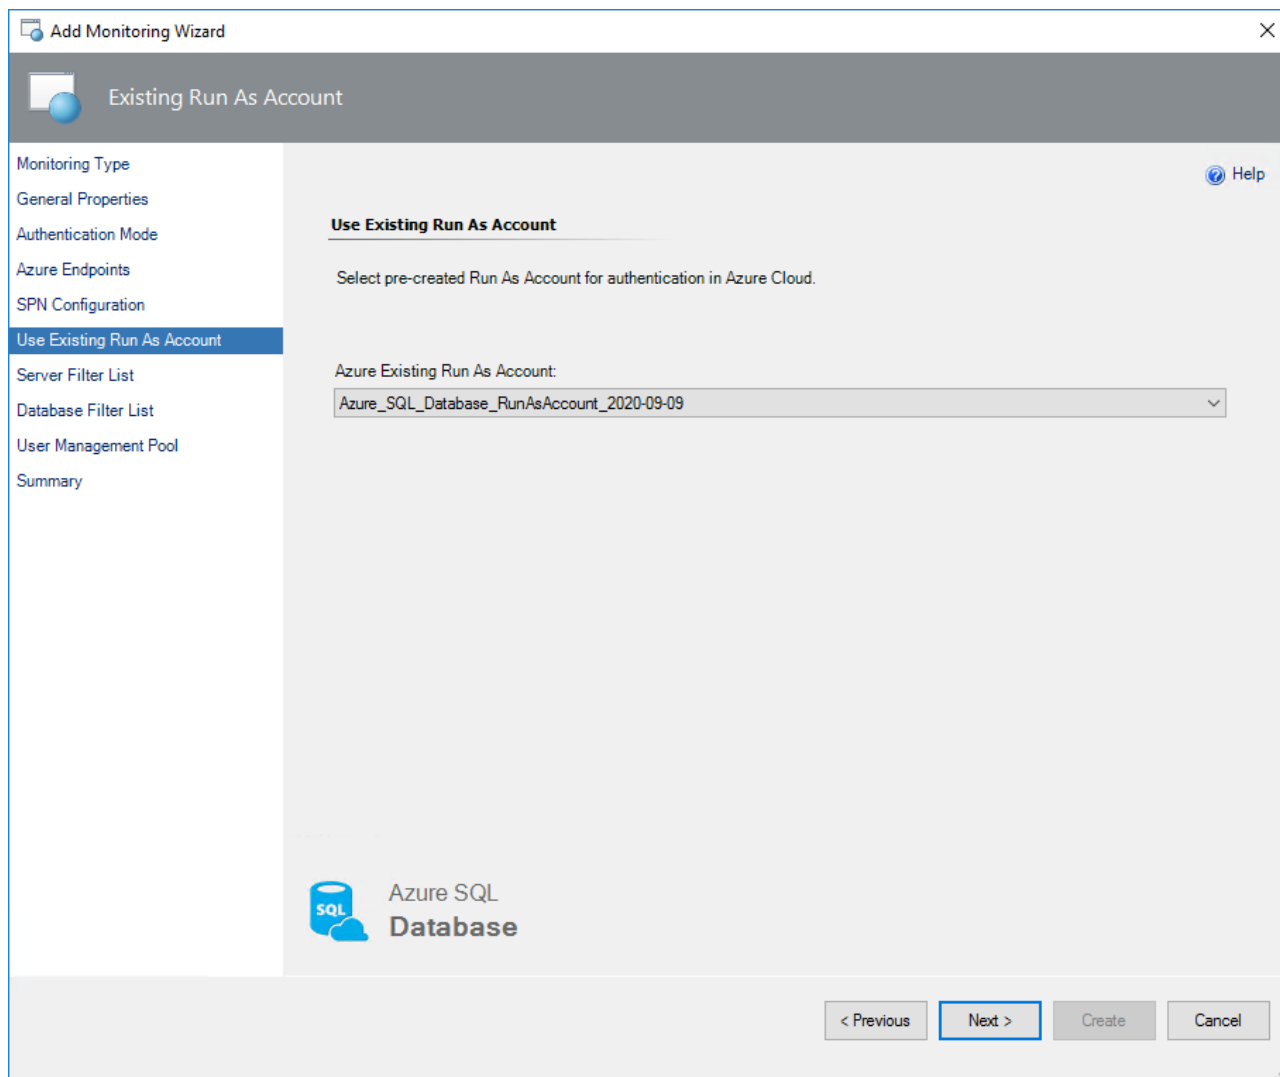 Add Monitoring Wizard
Existing Run As Account
Monitoring Type
General Properties
Authentication Mode
Azure Endpoints
SPN Configuration
Use Existing Run As Account
Server Filter List
Database Filter List
User Management Pool
Summary
Help
Use Existing Run As Account
Select pre-created Run As Account for authentication in Azure Cloud.
Azure Existing Run As Account:
Azure_SQL_Database_RunAsAccount_2020-09-09
SQL
Azure SQL
Database
< Previous
Next >
Create
Cancel